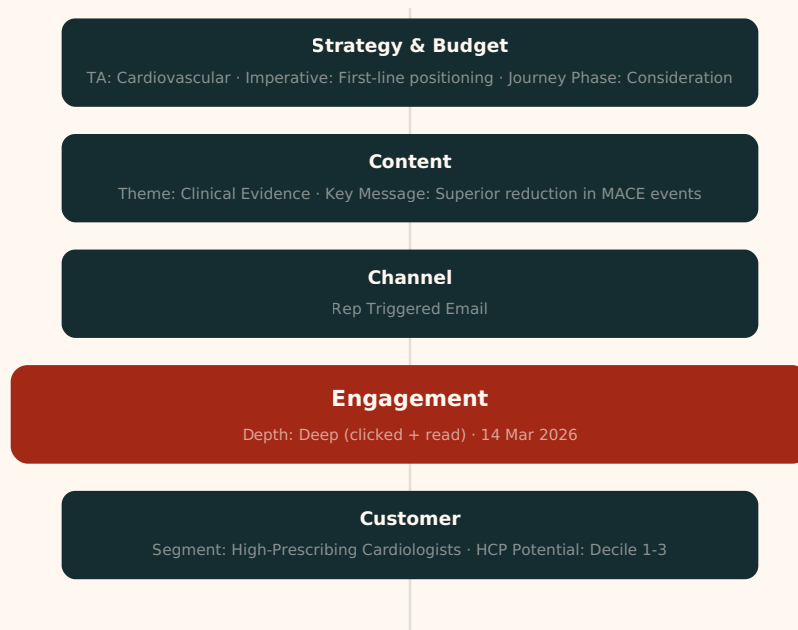 Strategy & Budget
TA: Cardiovascular · Imperative: First-line positioning · Journey Phase: Consideration
Content
Theme: Clinical Evidence · Key Message: Superior reduction in MACE events
Channel
Rep Triggered Email
Engagement
Depth: Deep (clicked + read) · 14 Mar 2026
Customer
Segment: High-Prescribing Cardiologists · HCP Potential: Decile 1-3